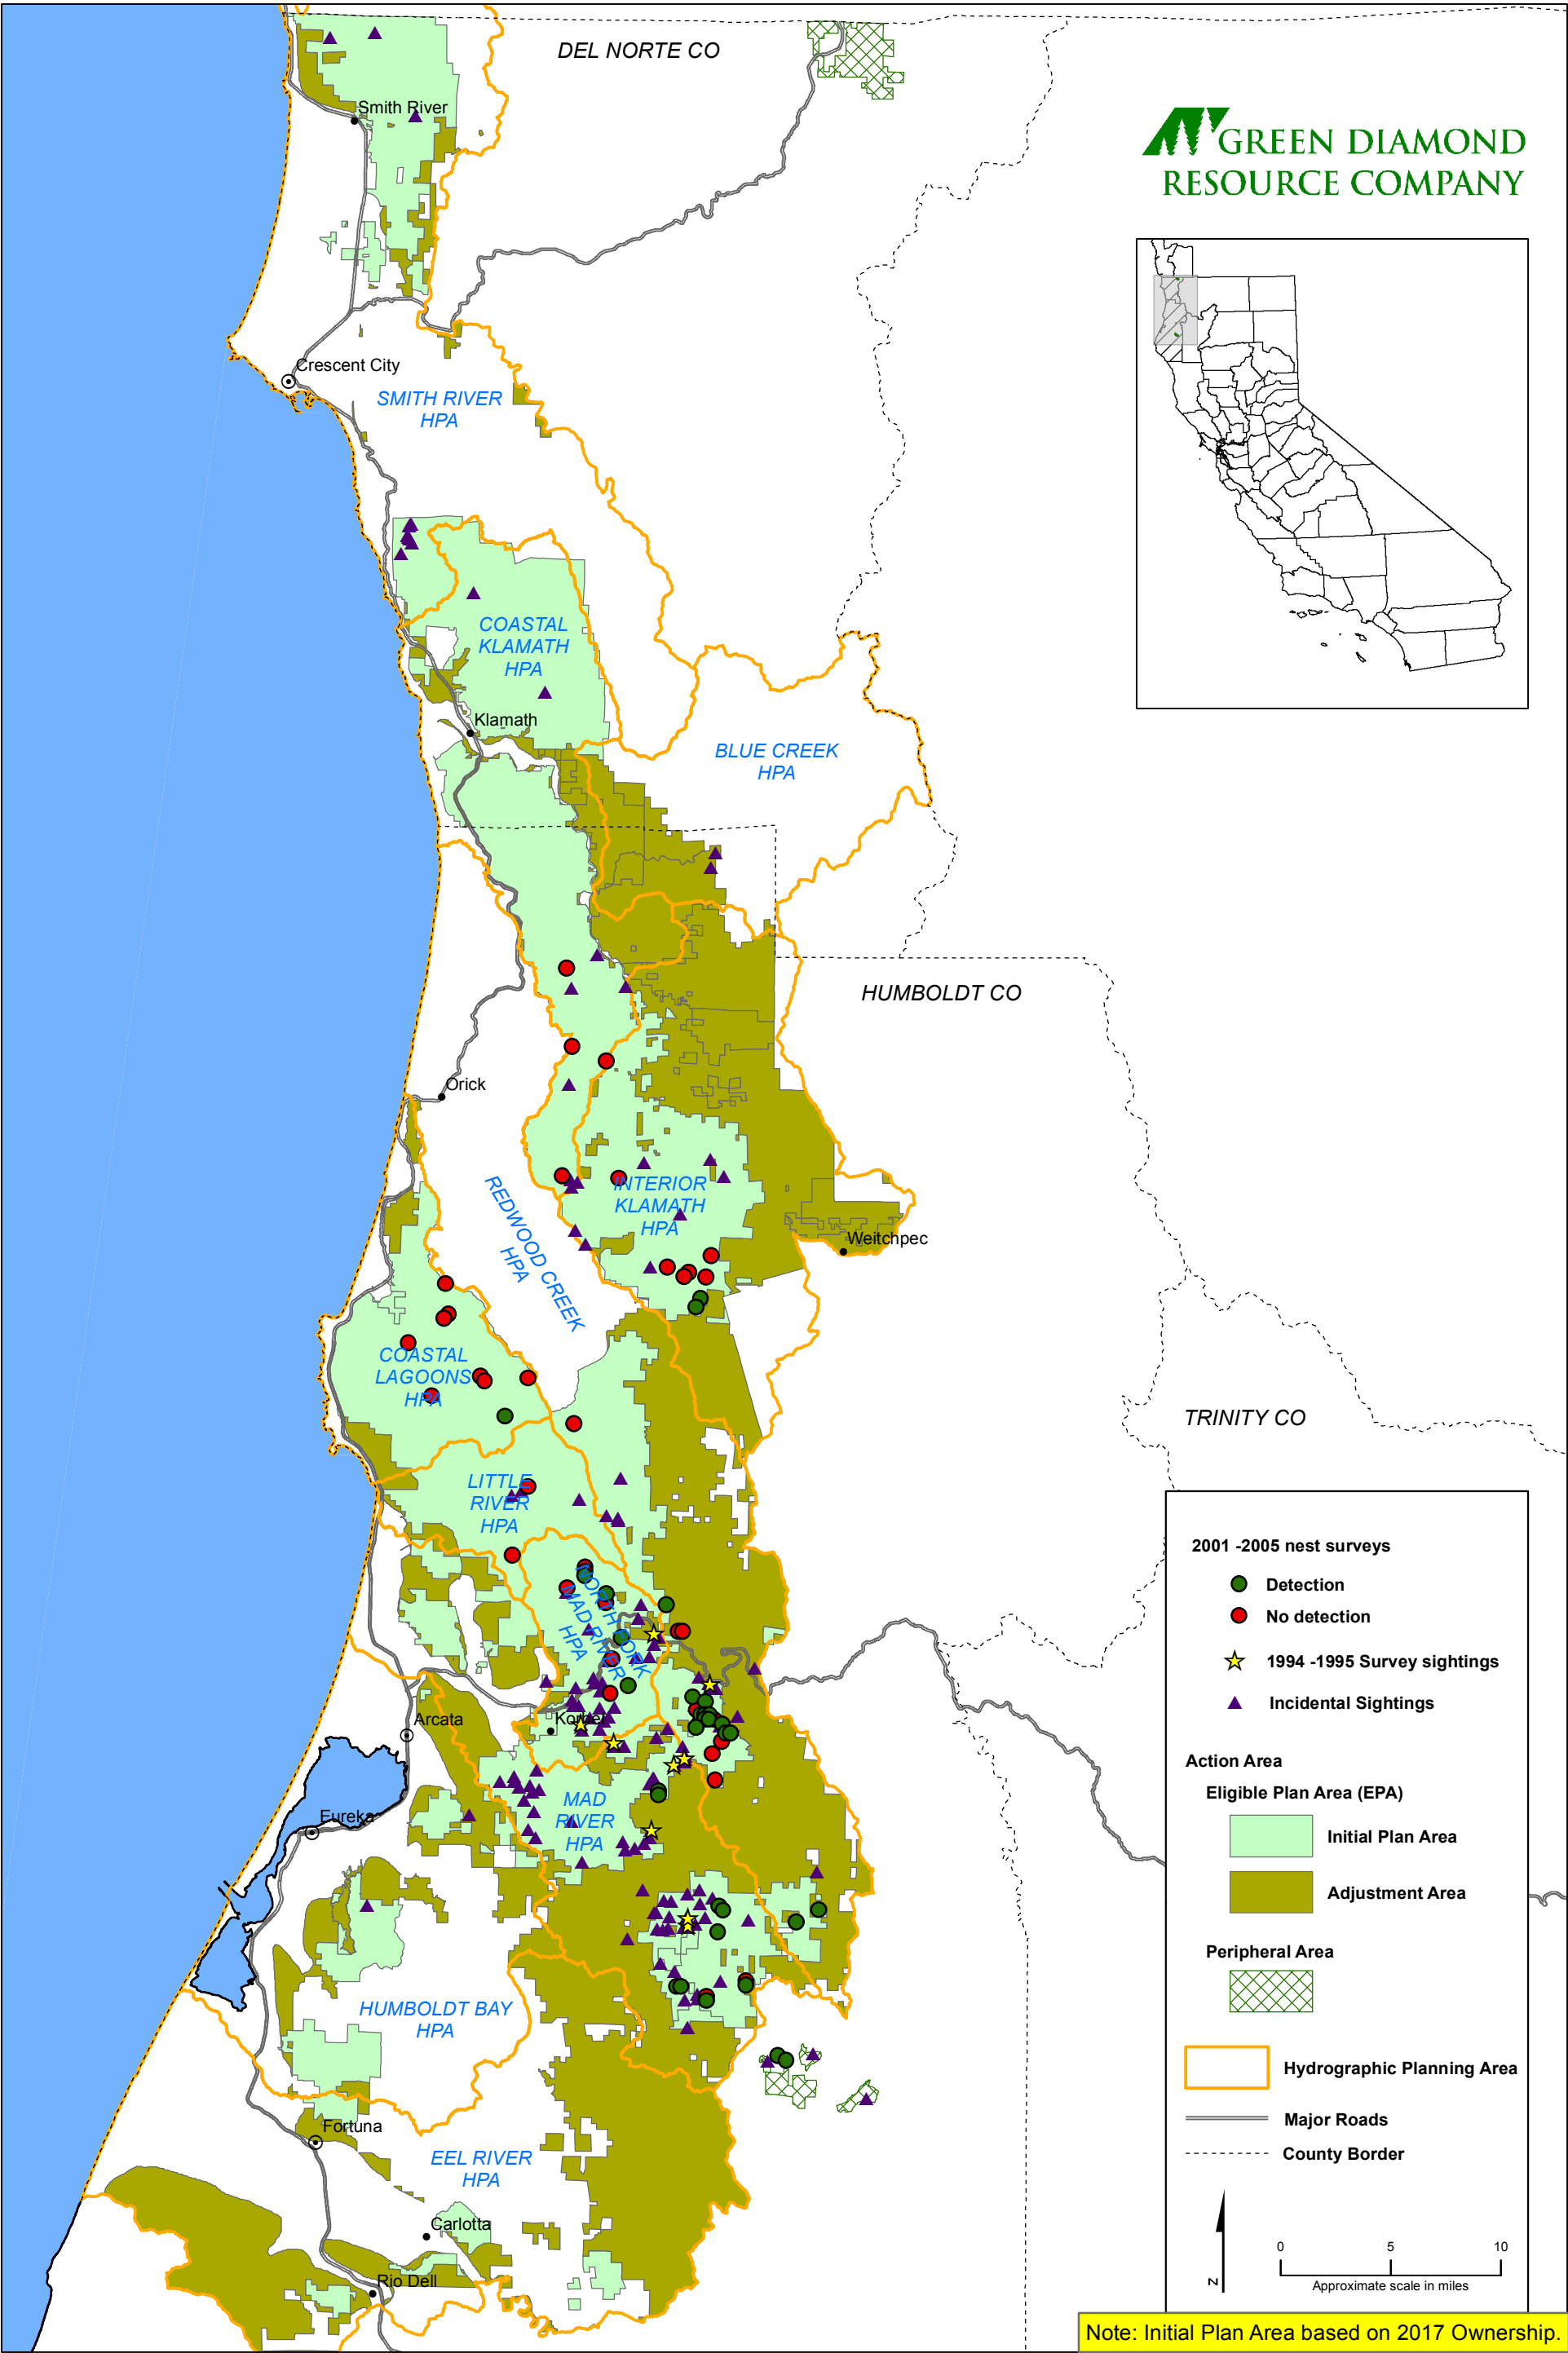 DEL NORTE CO
Smith River
GREEN DIAMOND
RESOURCE COMPANY
Crescent City
SMITH RIVER
HPA
COASTAL
KLAMATH
HPA
Klamath
BLUE CREEK
HPA
HUMBOLDT CO
Orick
REDWOOD CREEK
HPA
INTERIOR
KLAMATH
HPA
Weitchpec
COASTAL
LAGOONS
HPA
TRINITY CO
LITTLE
RIVER
HPA
NORTH FORK
MAD RIVER
HPA
Arcata
Korbel
MAD
RIVER
HPA
Eureka
HUMBOLDT BAY
HPA
Fortuna
EEL RIVER
HPA
Carlotta
Rio Dell
2001 -2005 nest surveys
Detection
No detection
1994 -1995 Survey sightings
Incidental Sightings
Action Area
Eligible Plan Area (EPA)
Initial Plan Area
Adjustment Area
Peripheral Area
Hydrographic Planning Area
Major Roads
County Border
N
0 5 10
Approximate scale in miles
Note: Initial Plan Area based on 2017 Ownership.